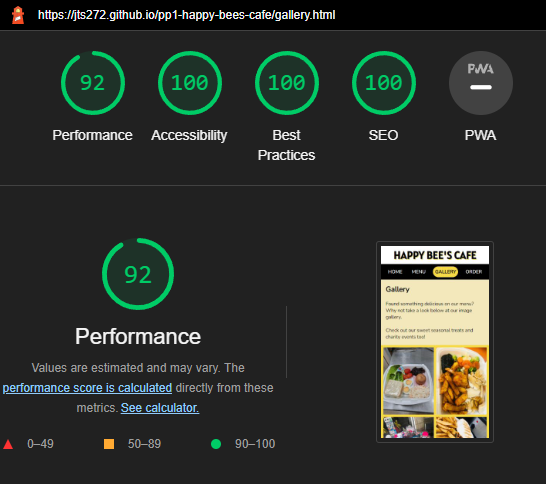 https://jts272.github.io/pp1-happy-bees-cafe/gallery.html
92
100
100
100
PWA
Performance
Accessibility
Best
Practices
SEO
PWA
92
Performance
Values are estimated and may vary. The
performance score is calculated directly from these
metrics. See calculator.
0–49
50–89
90–100
HAPPY BEE'S CAFE
HOME MENU GALLERY ORDER
Gallery
Found something delicious on our menu?
Why not take a look below at our image
gallery.
Check out our sweet seasonal treats and
charity events too!